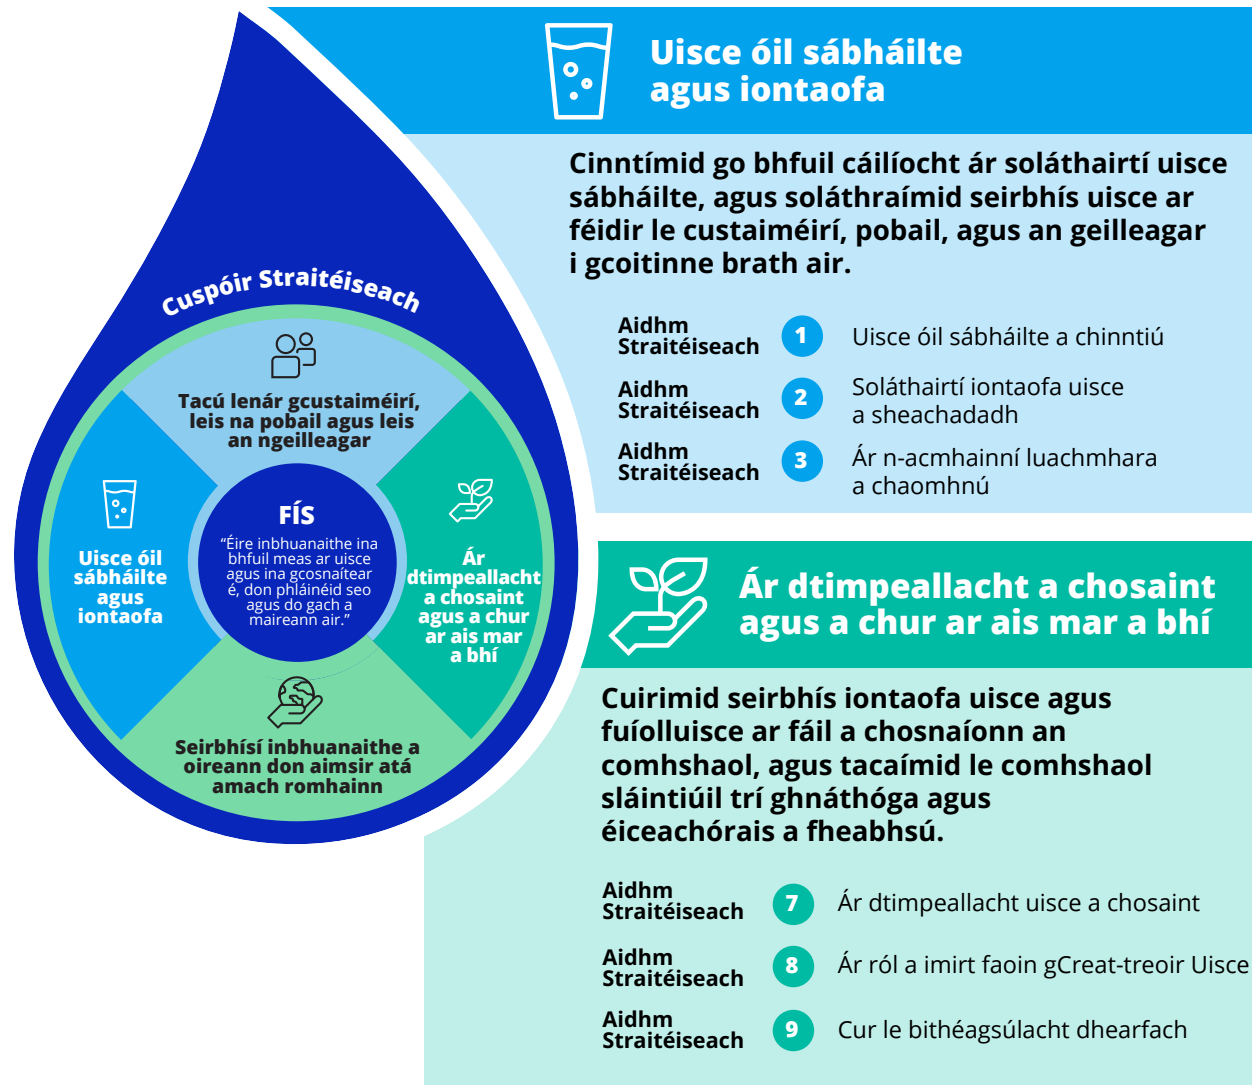 Cuspóir Straitéiseach
Tacú lenár gcustaiméirí,
leis na pobail agus leis
an ngeilleagar
Uisce óil
sábháilte
agus
iontaofa
FÍS
“Éire inbhuanaithe ina
bhfuil meas ar uisce
agus ina gcosnaítear
é, don phláinéid seo
agus do gach a
maireann air.”
Ár
dtimpeallacht
a chosaint
agus a chur
ar ais mar
a bhí
Seirbhísí inbhuanaithe a
oireann don aimsir atá
amach romhainn
Uisce óil sábháilte
agus iontaofa
Cinntímid go bhfuil cáilíocht ár soláthairtí uisce
sábháilte, agus soláthraímid seirbhís uisce ar
féidir le custaiméirí, pobail, agus an geilleagar
i gcoitinne brath air.
Aidhm
Straitéiseach
1
Uisce óil sábháilte a chinntiú
Aidhm
Straitéiseach
2
Soláthairtí iontaofa uisce
a sheachadadh
Aidhm
Straitéiseach
3
Ár n-acmhainní luachmhara
a chaomhnú
Ár dtimpeallacht a chosaint
agus a chur ar ais mar a bhí
Cuirimid seirbhís iontaofa uisce agus
fuíolluisce ar fáil a chosnaíonn an
comhshaol, agus tacaímid le comhshaol
sláintiúil trí ghnáthóga agus
éiceachórais a fheabhsú.
Aidhm
Straitéiseach
7
Ár dtimpeallacht uisce a chosaint
Aidhm
Straitéiseach
8
Ár ról a imirt faoin gCreat-treoir Uisce
Aidhm
Straitéiseach
9
Cur le bithéagsúlacht dhearfach